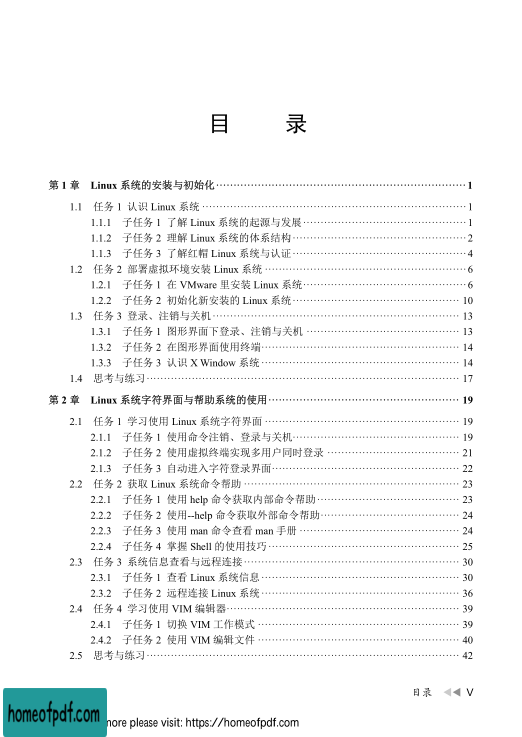 目 录
第 1 章 Linux 系统的安装与初始化 1
1.1 任务 1 认识 Linux 系统 1
1.1.1 子任务 1 了解 Linux 系统的起源与发展 1
1.1.2 子任务 2 理解 Linux 系统的体系结构 2
1.1.3 子任务 3 了解红帽 Linux 系统与认证 4
1.2 任务 2 部署虚拟环境安装 Linux 系统 6
1.2.1 子任务 1 在 VMware 里安装 Linux 系统 6
1.2.2 子任务 2 初始化新安装的 Linux 系统 10
1.3 任务 3 登录、注销与关机 13
1.3.1 子任务 1 图形界面下登录、注销与关机 13
1.3.2 子任务 2 在图形界面使用终端 14
1.3.3 子任务 3 认识 X Window 系统 14
1.4 思考与练习 17
第 2 章 Linux 系统字符界面与帮助系统的使用 19
2.1 任务 1 学习使用 Linux 系统字符界面 19
2.1.1 子任务 1 使用命令注销、登录与关机 19
2.1.2 子任务 2 使用虚拟终端实现多用户同时登录 21
2.1.3 子任务 3 自动进入字符登录界面 22
2.2 任务 2 获取 Linux 系统命令帮助 23
2.2.1 子任务 1 使用 help 命令获取内部命令帮助 23
2.2.2 子任务 2 使用--help 命令获取外部命令帮助 24
2.2.3 子任务 3 使用 man 命令查看 man 手册 24
2.2.4 子任务 4 掌握 Shell 的使用技巧 25
2.3 任务 3 系统信息查看与远程连接 30
2.3.1 子任务 1 查看 Linux 系统信息 30
2.3.2 子任务 2 远程连接 Linux 系统 36
2.4 任务 4 学习使用 VIM 编辑器 39
2.4.1 子任务 1 切换 VIM 工作模式 39
2.4.2 子任务 2 使用 VIM 编辑文件 40
2.5 思考与练习 42
目录 ◀◀ V
homeofpdf.com
more please visit: https://homeofpdf.com